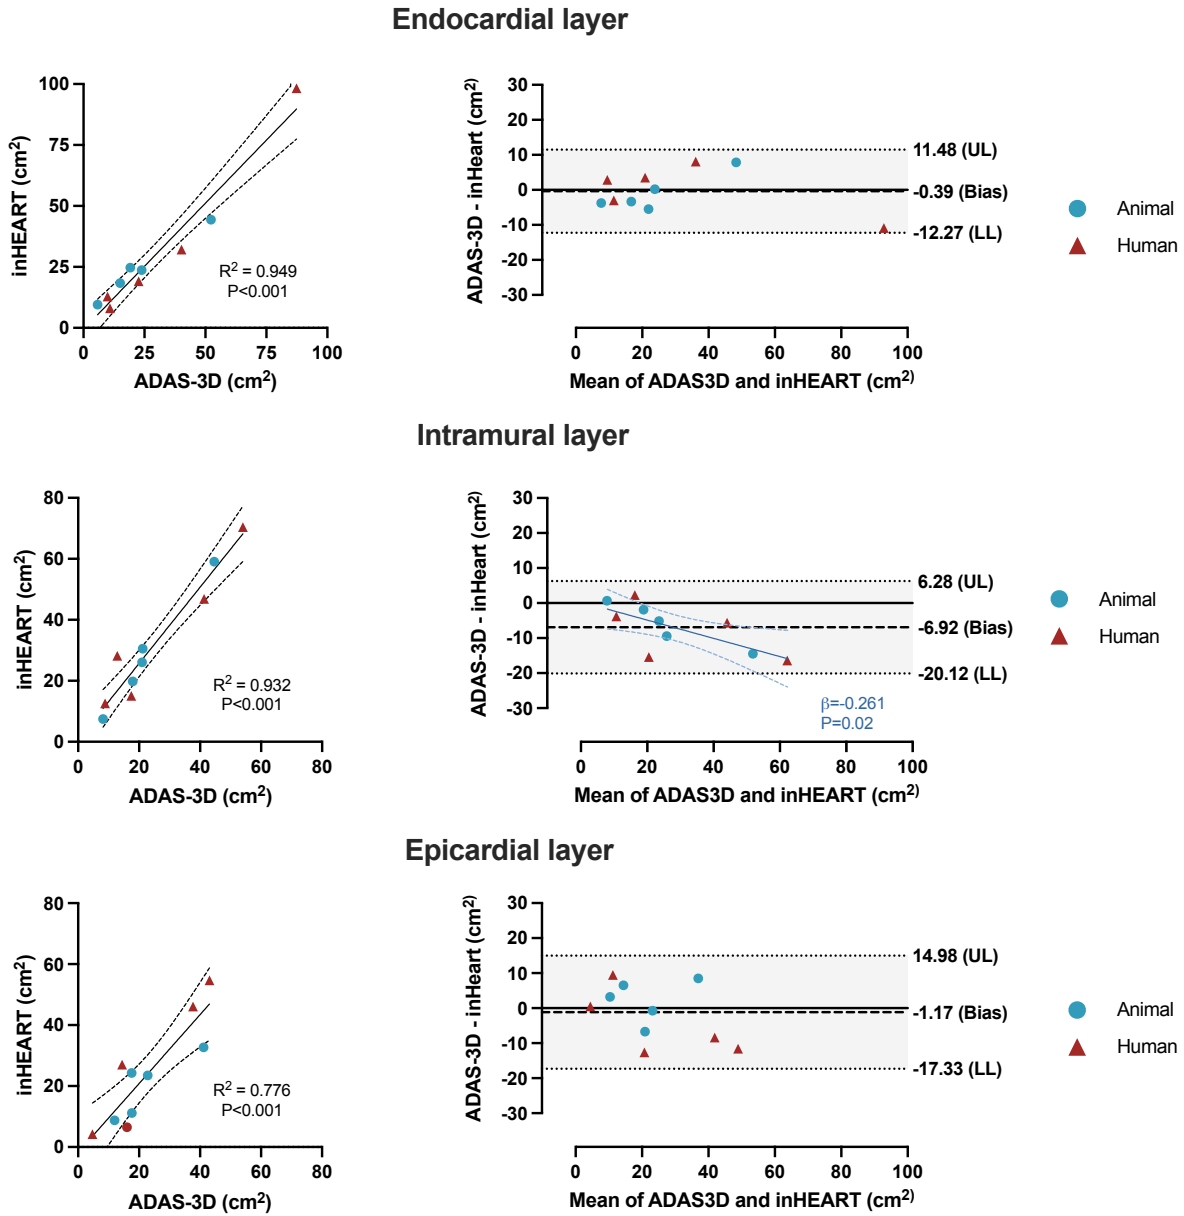 Endocardial layer
inHEART (cm²)
100
75
50
25
0
R² = 0.949
P<0.001
0 25 50 75 100
ADAS-3D (cm²)
ADAS-3D - inHeart (cm²)
30
20
10
0
-10
-20
-30
11.48 (UL)
-0.39 (Bias)
-12.27 (LL)
0 20 40 60 80 100
Mean of ADAS3D and inHEART (cm²)
Animal
Human
Intramural layer
inHEART (cm²)
80
60
40
20
0
R² = 0.932
P<0.001
0 20 40 60 80
ADAS-3D (cm²)
ADAS-3D - inHeart (cm²)
30
20
10
0
-10
-20
-30
6.28 (UL)
-6.92 (Bias)
-20.12 (LL)
β=-0.261
P=0.02
0 20 40 60 80 100
Mean of ADAS3D and inHEART (cm²)
Animal
Human
Epicardial layer
inHEART (cm²)
80
60
40
20
0
R² = 0.776
P<0.001
0 20 40 60 80
ADAS-3D (cm²)
ADAS-3D - inHeart (cm²)
30
20
10
0
-10
-20
-30
14.98 (UL)
-1.17 (Bias)
-17.33 (LL)
0 20 40 60 80 100
Mean of ADAS3D and inHEART (cm²)
Animal
Human